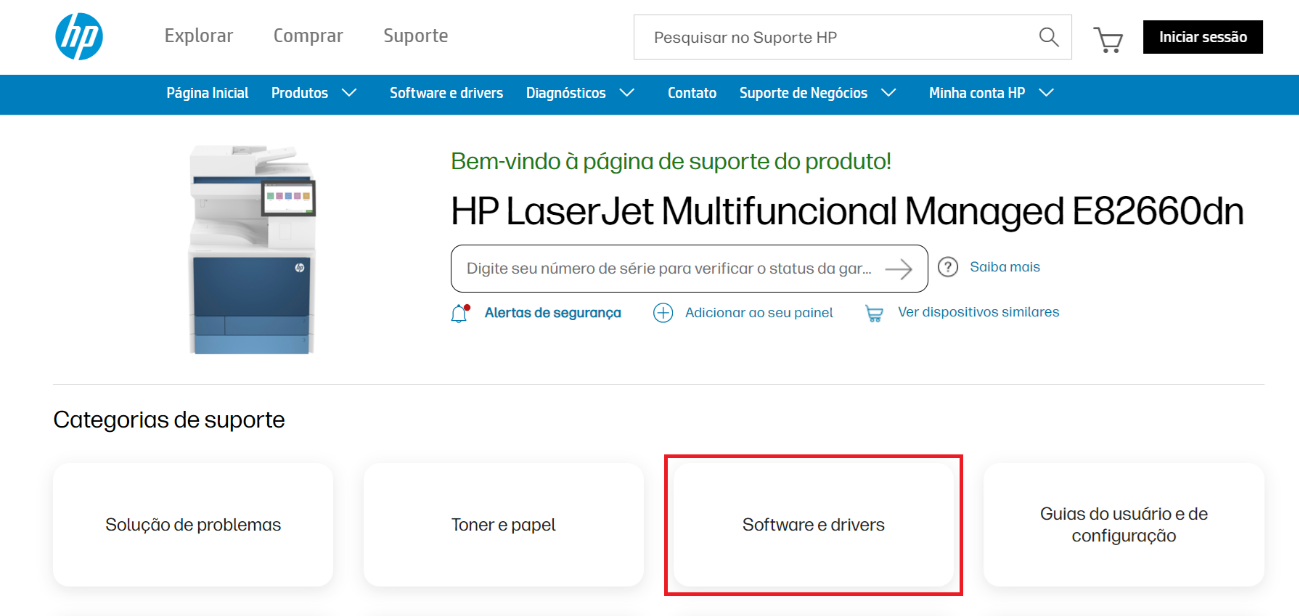 hp
Explorar Comprar Suporte
Pesquisar no Suporte HP
Iniciar sessão
Página Inicial Produtos Software e drivers Diagnósticos Contato Suporte de Negócios Minha conta HP
Bem-vindo à página de suporte do produto!
HP LaserJet Multifuncional Managed E82660dn
Digite seu número de série para verificar o status da gar...
? Saiba mais
Alertas de segurança Adicionar ao seu painel Ver dispositivos similares
Categorias de suporte
Solução de problemas
Toner e papel
Software e drivers
Guias do usuário e de
configuração